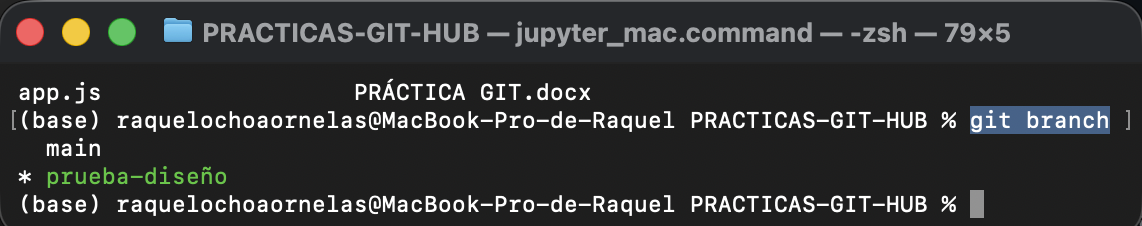 PRACTICAS-GIT-HUB — jupyter_mac.command — -zsh — 79×5
app.js PRÁCTICA GIT.docx
[(base) raquelochoaornelas@MacBook-Pro-de-Raquel PRACTICAS-GIT-HUB % git branch ]
main
* prueba-diseño
(base) raquelochoaornelas@MacBook-Pro-de-Raquel PRACTICAS-GIT-HUB %